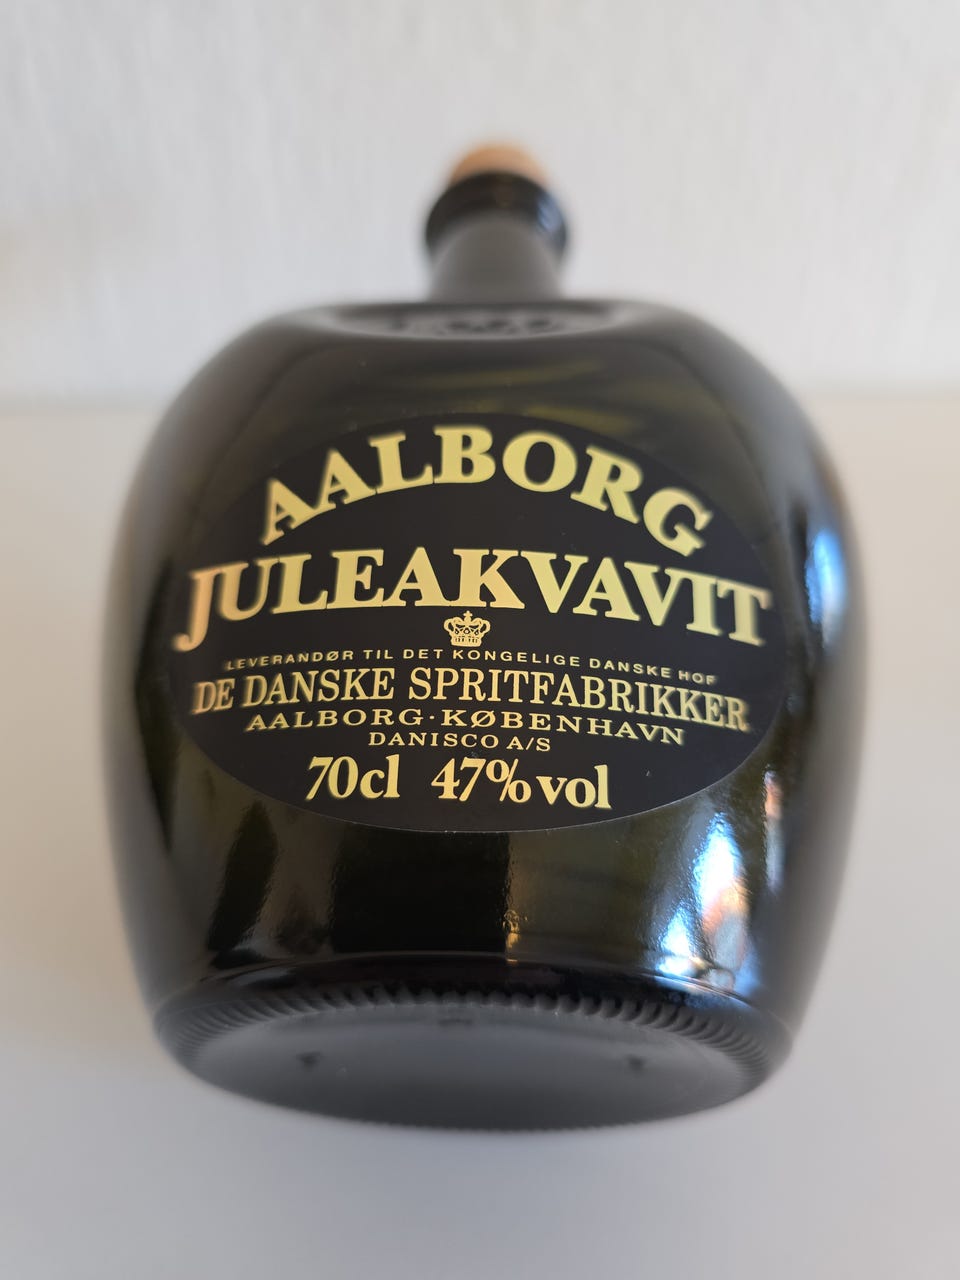 AALBORG
JULEAKVAVIT
LEVERANDØR TIL DET KONGELIGE DANSKE HOF
DE DANSKE SPRITFABRIKKER
AALBORG · KØBENHAVN
DANISCO A/S
70cl 47% vol